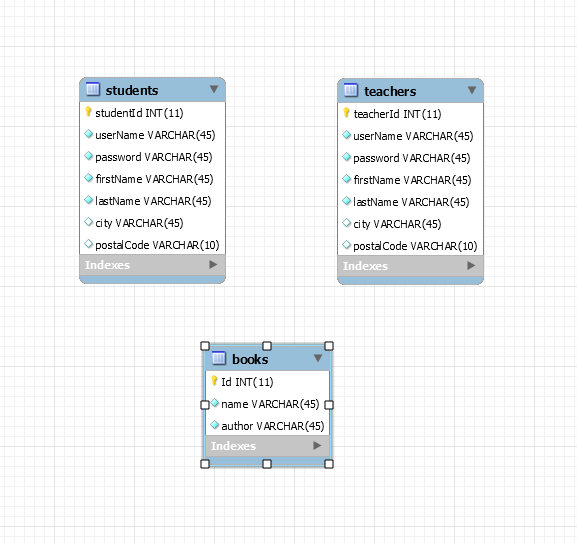 students
studentId INT(11)
userName VARCHAR(45)
password VARCHAR(45)
firstName VARCHAR(45)
lastName VARCHAR(45)
city VARCHAR(45)
postalCode VARCHAR(10)
Indexes
teachers
teacherId INT(11)
userName VARCHAR(45)
password VARCHAR(45)
firstName VARCHAR(45)
lastName VARCHAR(45)
city VARCHAR(45)
postalCode VARCHAR(10)
Indexes
books
Id INT(11)
name VARCHAR(45)
author VARCHAR(45)
Indexes